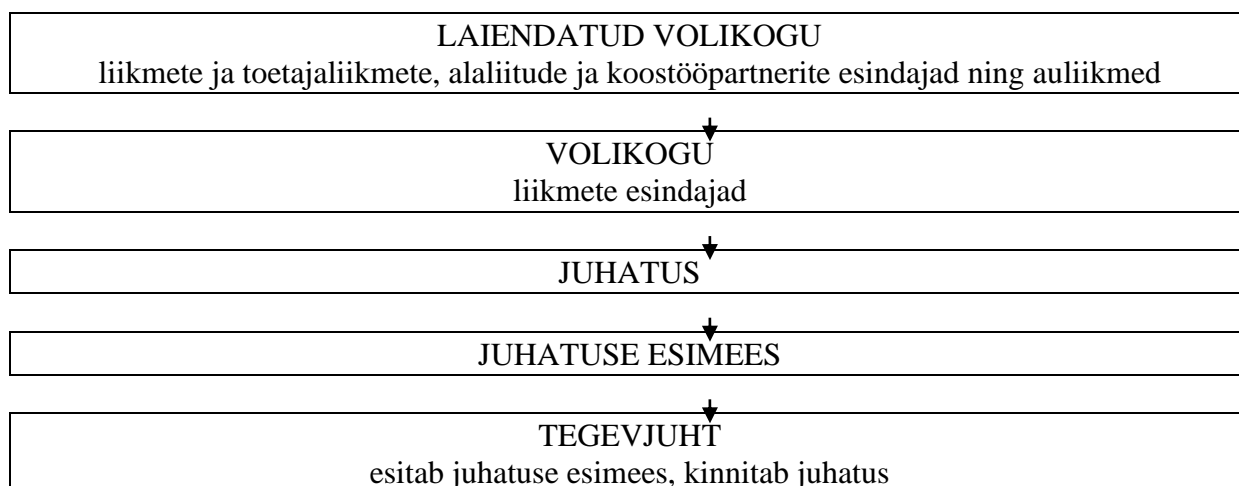 LAIENDATUD VOLIKOGU
liikmete ja toetajaliikmete, alaliitude ja koostööpartnerite esindajad ning auliikmed
VOLIKOGU
liikmete esindajad
JUHATUS
JUHATUSE ESIMEES
TEGEVJUHT
esitab juhatuse esimees, kinnitab juhatus